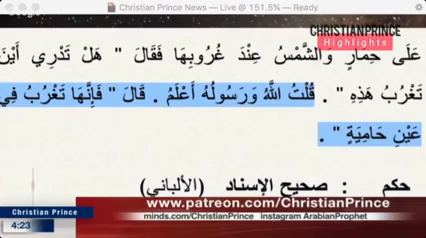 Christian Prince News — Live @ 151.5% — Ready
CHRISTIANPRINCE
Highlights
عَلَى حِمَارٍ وَالشَّمْسُ عِنْدَ غُرُوبِهَا فَقَالَ " هَلْ تَدْرِي أَيْنَ
تَغْرُبُ هَذِهِ " . قُلْتُ اللَّهُ وَرَسُولُهُ أَعْلَمُ . قَالَ " فَإِنَّهَا تَغْرُبُ فِي
عَيْنِ حَامِيَةٍ " .
حكم : صحيح الإسناد (الألباني)
www.patreon.com/ChristianPrince
Christian Prince
4:23
minds.com/ChristianPrince instagram ArabianProphet